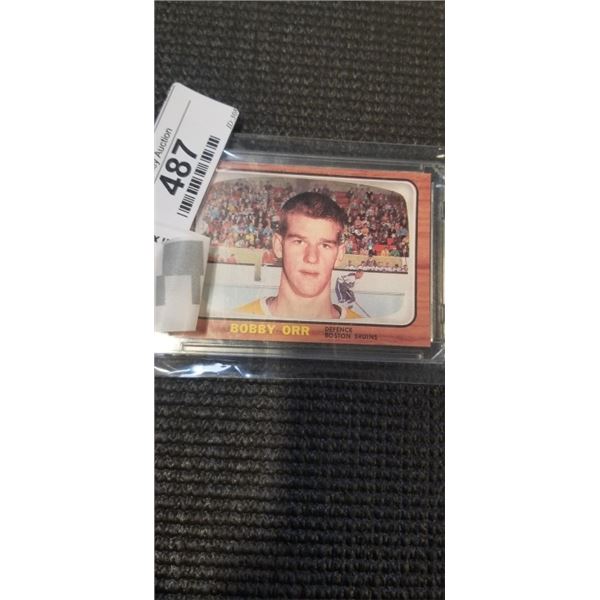 Auction
487
BOBBY ORR
DEFENCE
BOSTON BRUINS